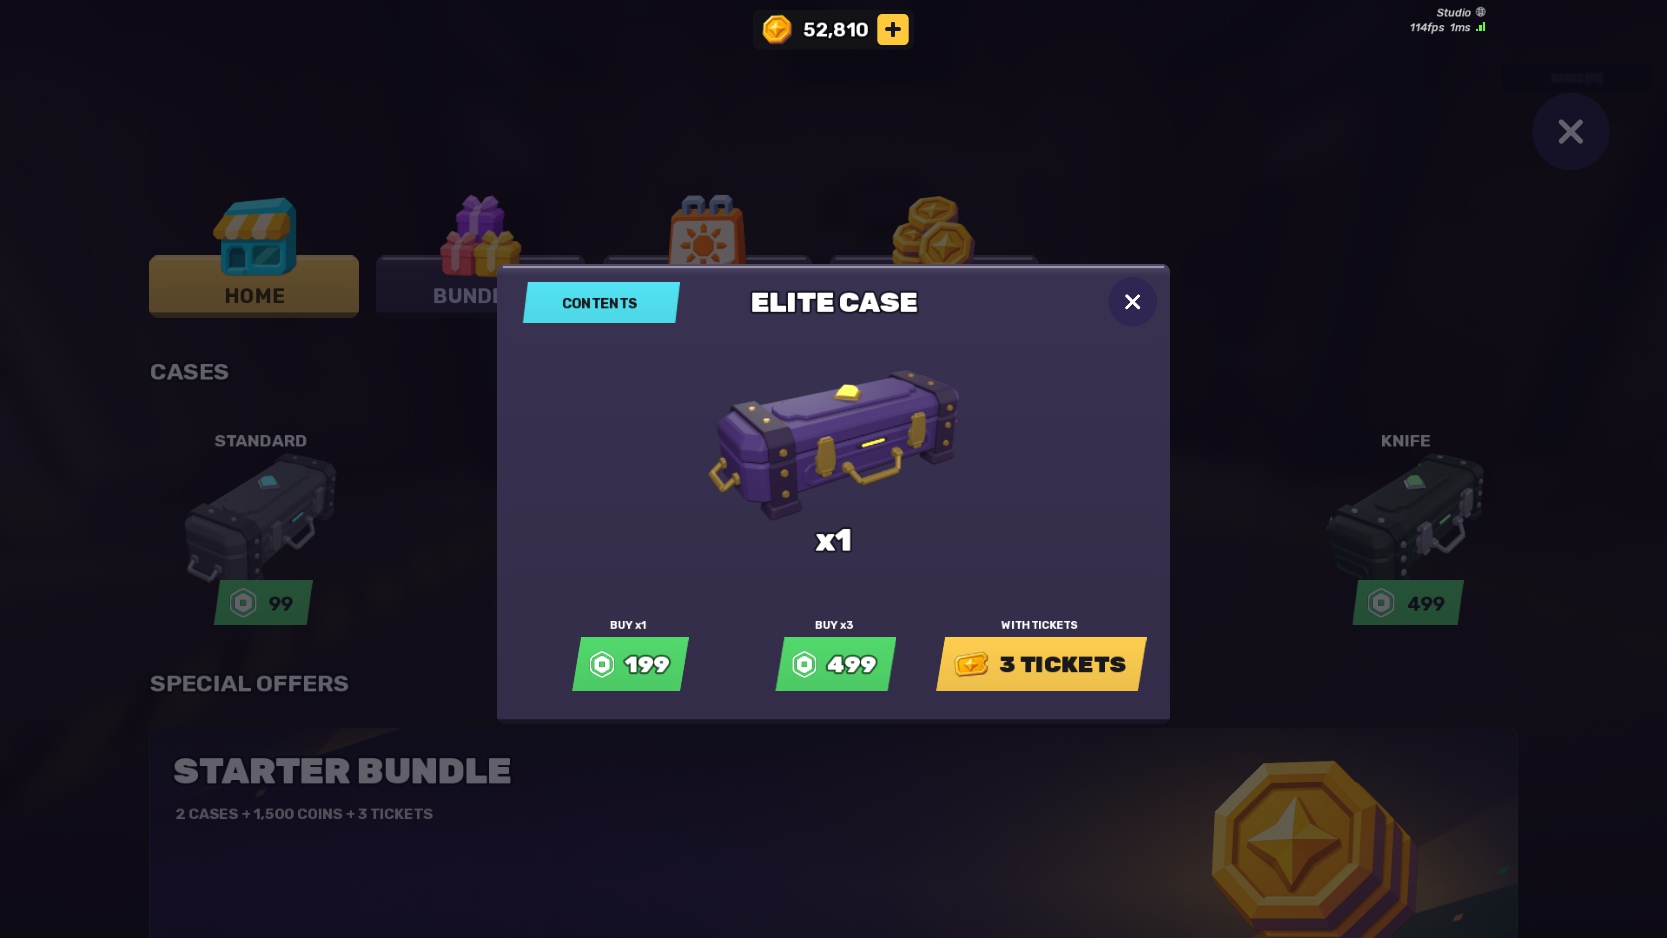 52,810
Studio
114fps 1ms
HOME
BUND
CONTENTS
ELITE CASE
CASES
STANDARD
KNIFE
x1
99
499
BUY x1
BUY x3
WITH TICKETS
199
499
3 TICKETS
SPECIAL OFFERS
STARTER BUNDLE
2 CASES + 1,500 COINS + 3 TICKETS